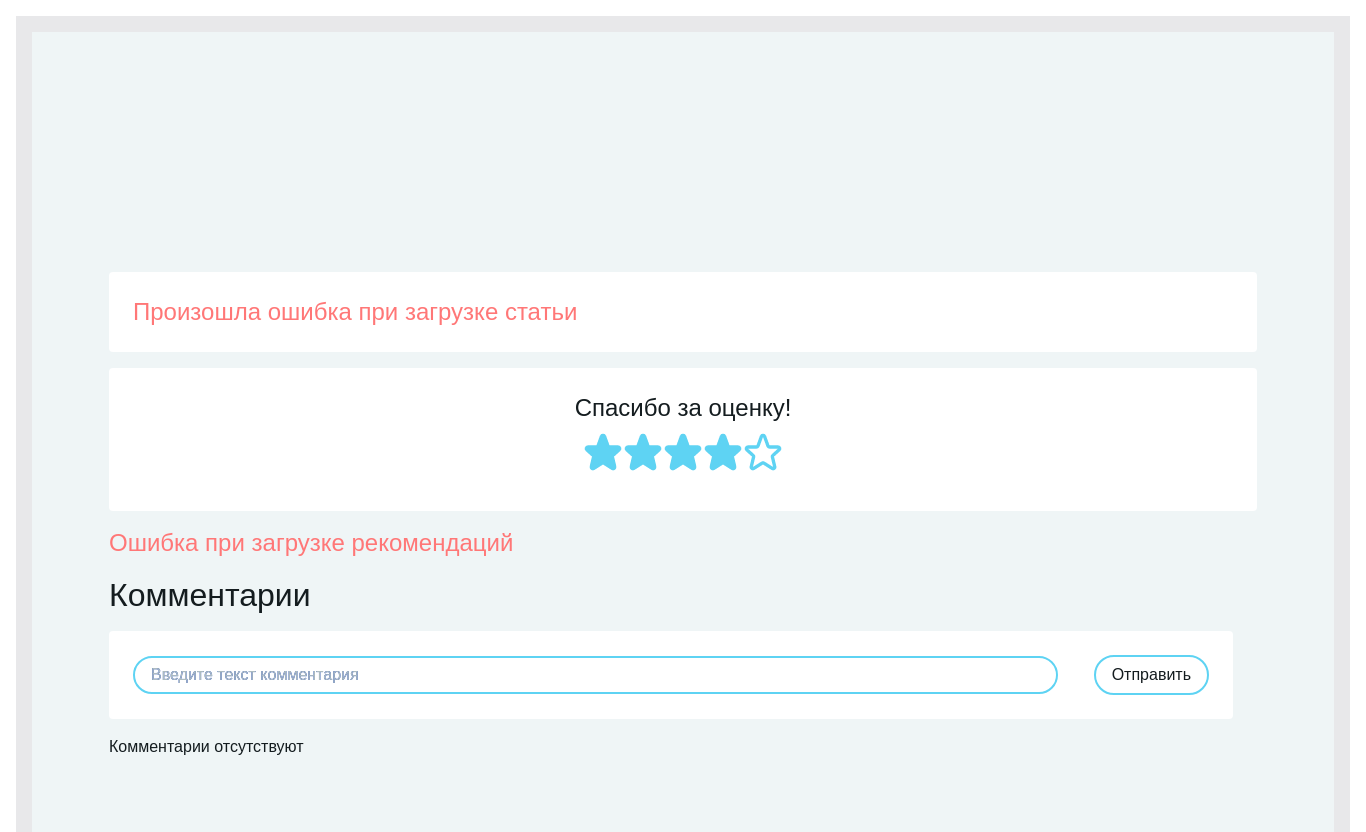 Произошла ошибка при загрузке статьи
Спасибо за оценку!
Ошибка при загрузке рекомендаций
Комментарии
Введите текст комментария
Отправить
Комментарии отсутствуют